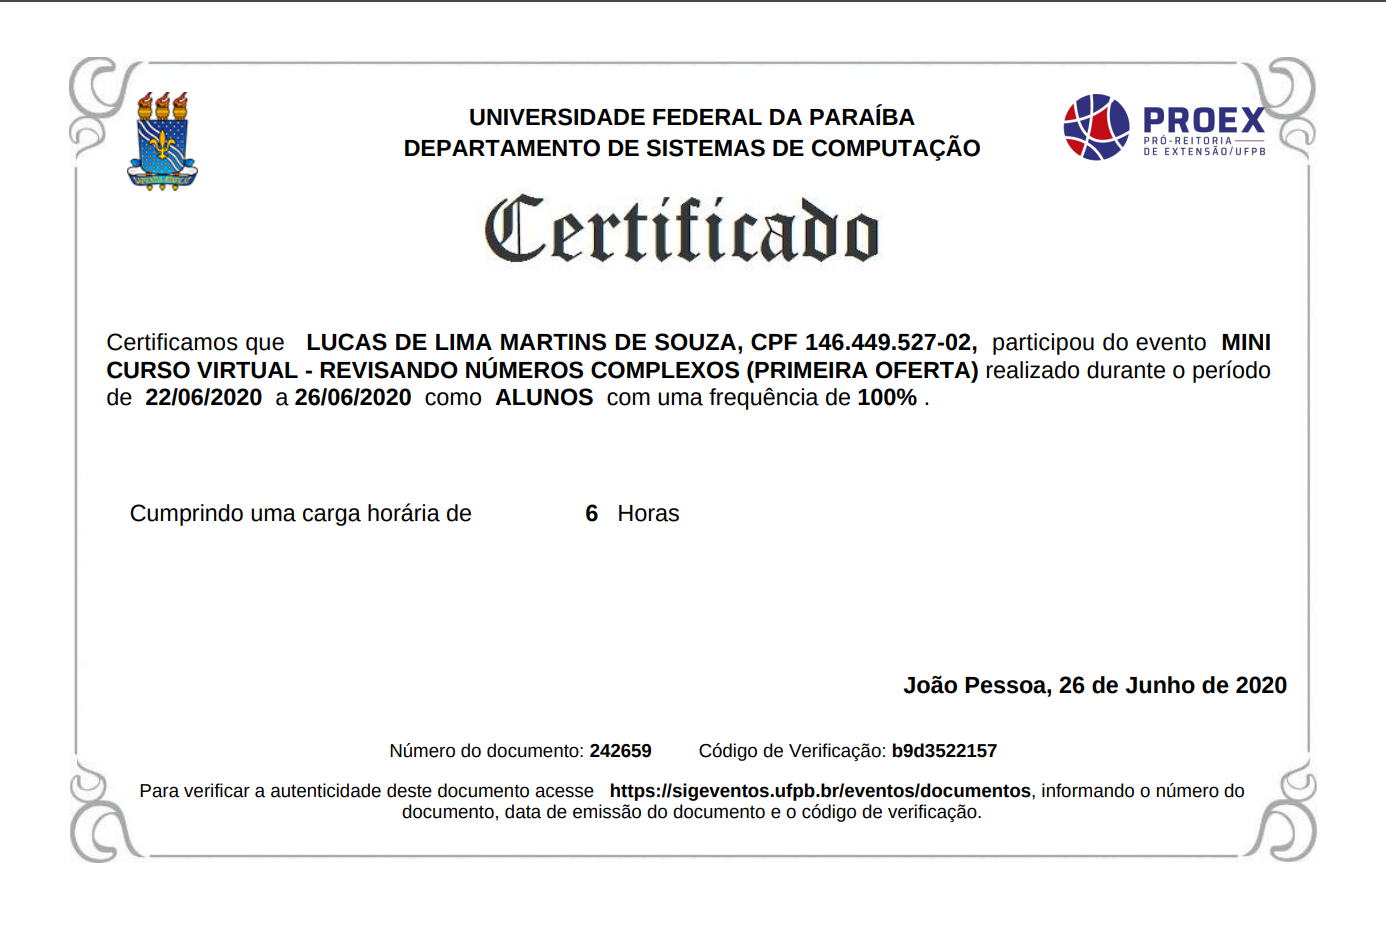 UNIVERSIDADE FEDERAL DA PARAÍBA
DEPARTAMENTO DE SISTEMAS DE COMPUTAÇÃO
PROEX
PRÓ-REITORIA
DE EXTENSÃO/UFPB
Certificado
Certificamos que LUCAS DE LIMA MARTINS DE SOUZA, CPF 146.449.527-02, participou do evento MINI
CURSO VIRTUAL - REVISANDO NÚMEROS COMPLEXOS (PRIMEIRA OFERTA) realizado durante o período
de 22/06/2020 a 26/06/2020 como ALUNOS com uma frequência de 100% .
Cumprindo uma carga horária de 6 Horas
João Pessoa, 26 de Junho de 2020
Número do documento: 242659 Código de Verificação: b9d3522157
Para verificar a autenticidade deste documento acesse https://sigeventos.ufpb.br/eventos/documentos, informando o número do
documento, data de emissão do documento e o código de verificação.